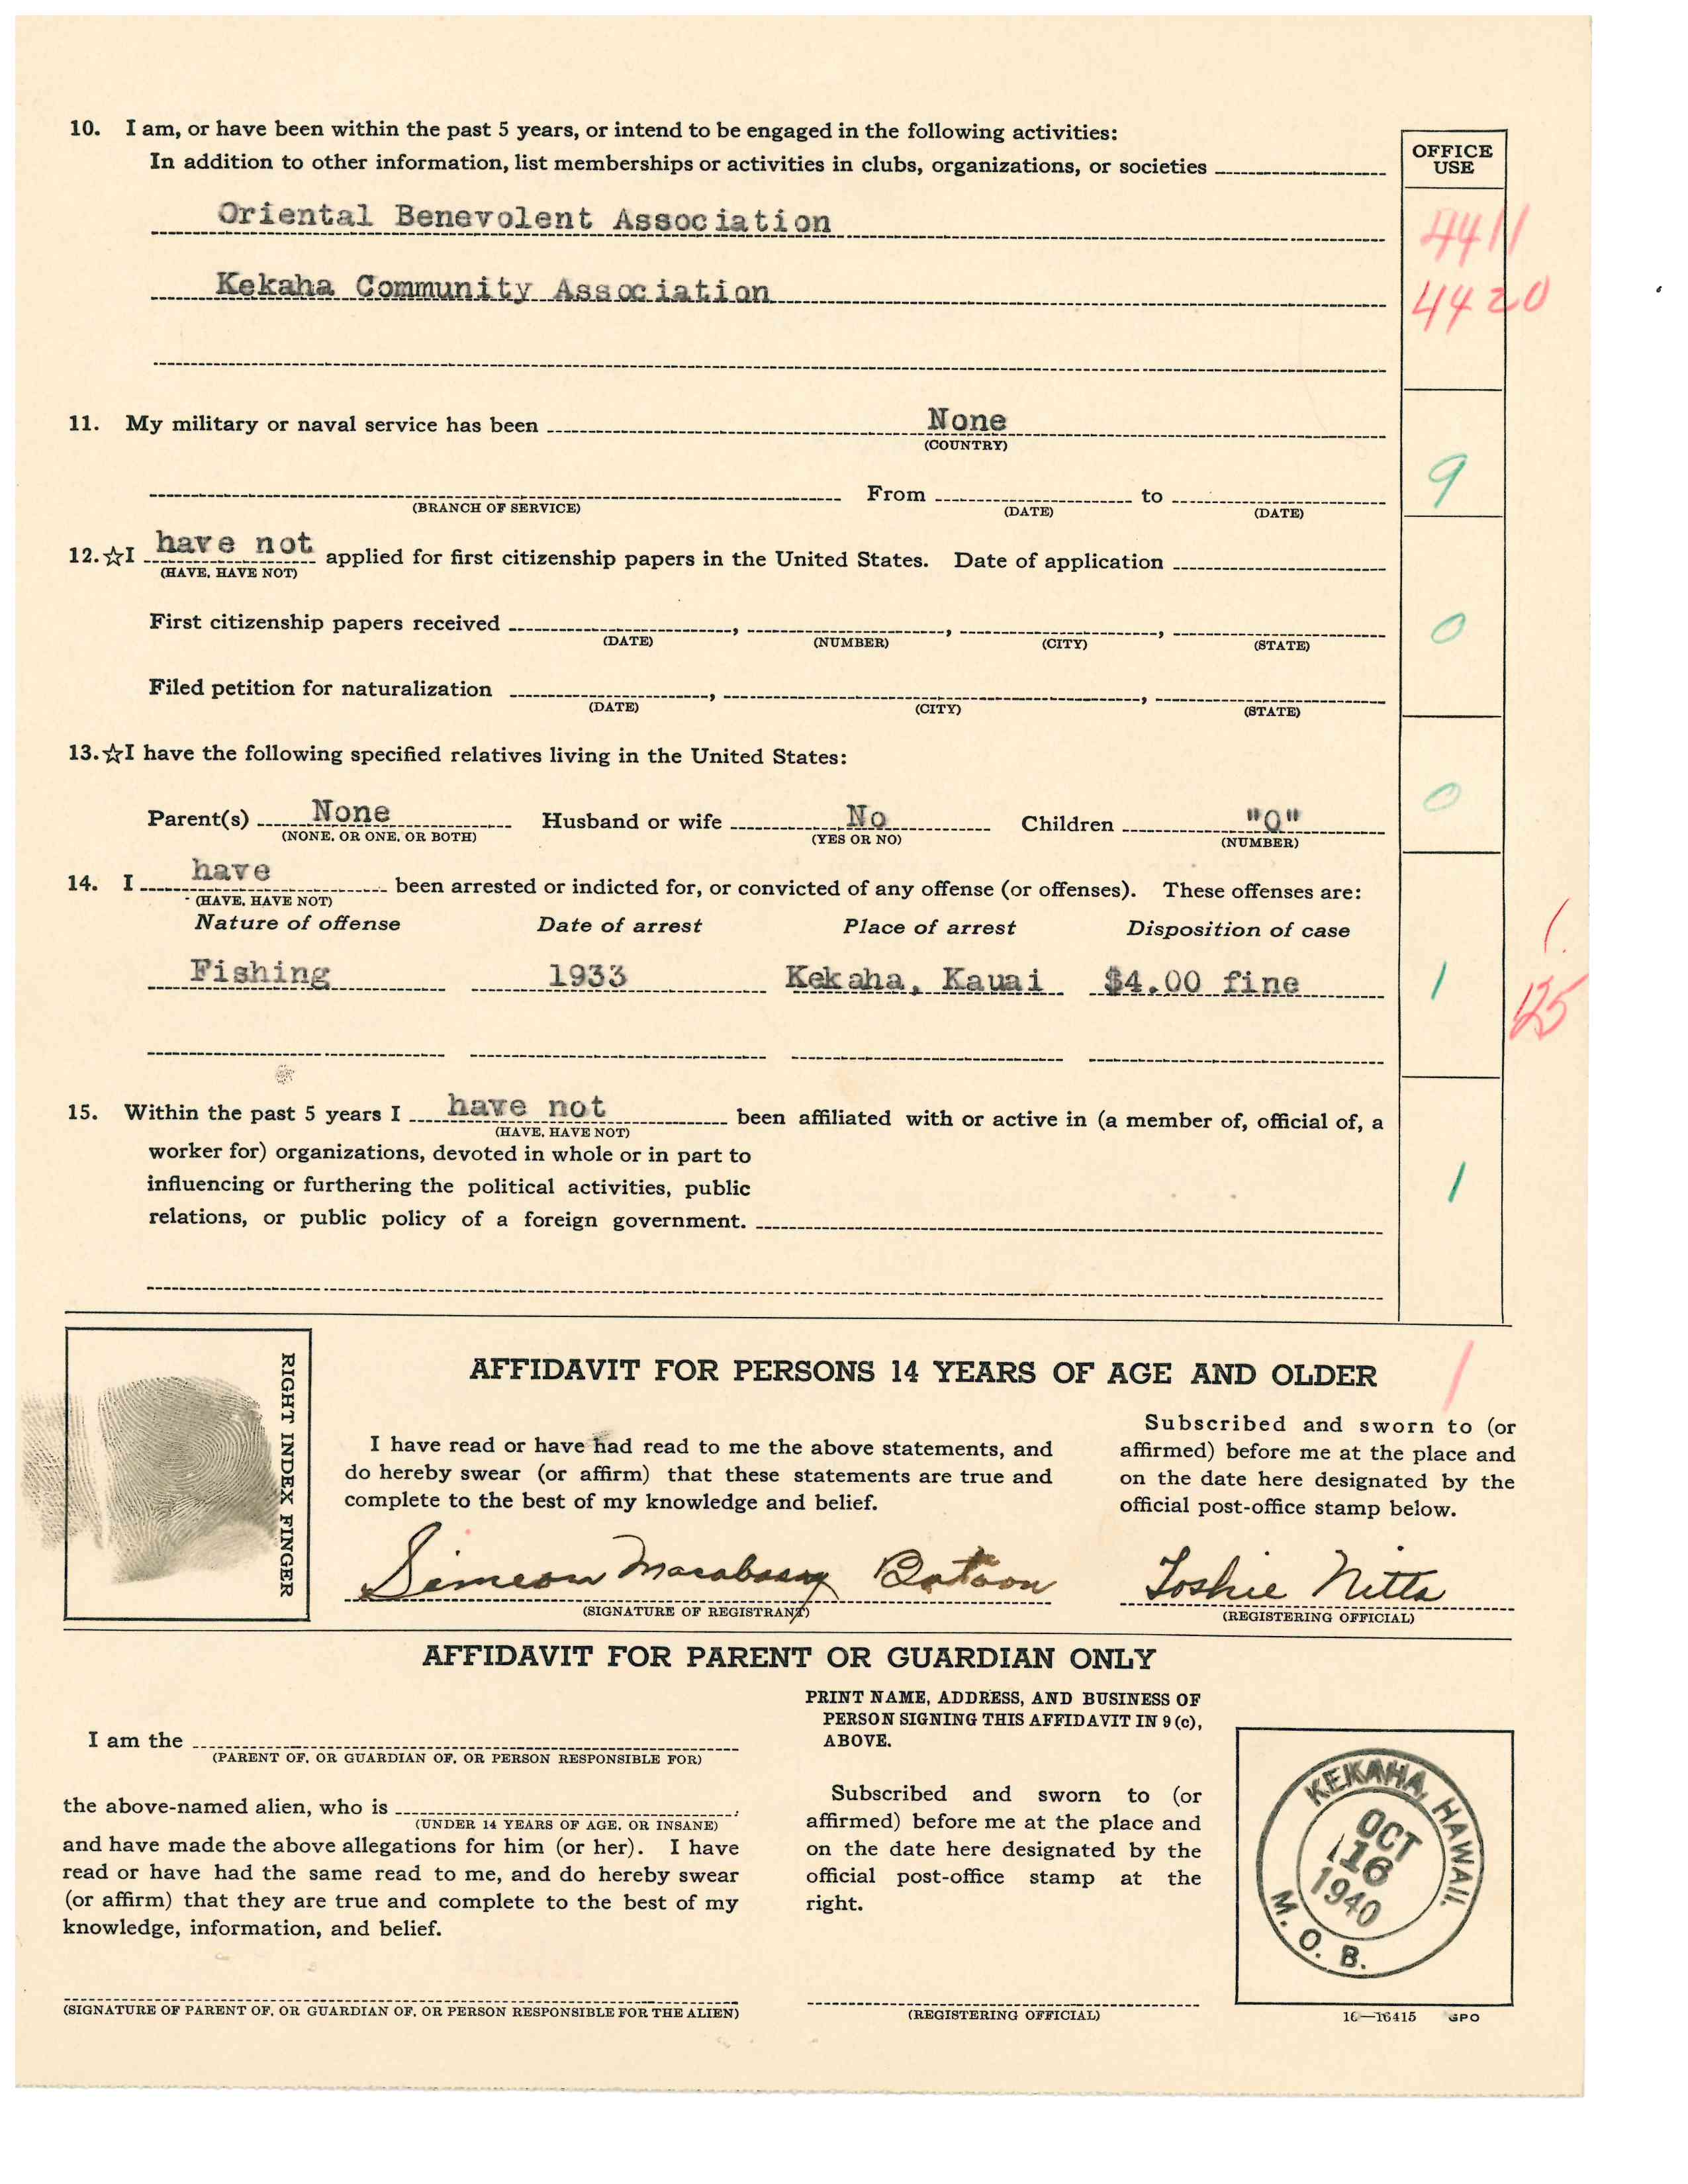 10. I am, or have been within the past 5 years, or intend to be engaged in the following activities:
In addition to other information, list memberships or activities in clubs, organizations, or societies
OFFICE
USE
Oriental Benevolent Association
4411
Kekaha Community Association
4420
11. My military or naval service has been None
(COUNTRY)
9
From to
(BRANCH OF SERVICE) (DATE) (DATE)
12. ☆I have not applied for first citizenship papers in the United States. Date of application
(HAVE, HAVE NOT)
First citizenship papers received , , ,
0
(DATE) (NUMBER) (CITY) (STATE)
Filed petition for naturalization , ,
(DATE) (CITY) (STATE)
13. ☆I have the following specified relatives living in the United States:
0
Parent(s) None Husband or wife No Children "0"
(NONE, OR ONE, OR BOTH) (YES OR NO) (NUMBER)
14. I have been arrested or indicted for, or convicted of any offense (or offenses). These offenses are:
(HAVE, HAVE NOT)
Nature of offense Date of arrest Place of arrest Disposition of case
Fishing 1933 Kekaha, Kauai $4.00 fine
1
15. Within the past 5 years I have not been affiliated with or active in (a member of, official of, a
(HAVE, HAVE NOT)
worker for) organizations, devoted in whole or in part to
influencing or furthering the political activities, public
1
relations, or public policy of a foreign government.
RIGHT INDEX FINGER
AFFIDAVIT FOR PERSONS 14 YEARS OF AGE AND OLDER
1
I have read or have had read to me the above statements, and
do hereby swear (or affirm) that these statements are true and
complete to the best of my knowledge and belief.
Subscribed and sworn to (or
affirmed) before me at the place and
on the date here designated by the
official post-office stamp below.
Simeon Batoon
(SIGNATURE OF REGISTRANT)
Toshie Nitta
(REGISTERING OFFICIAL)
AFFIDAVIT FOR PARENT OR GUARDIAN ONLY
I am the
(PARENT OF, OR GUARDIAN OF, OR PERSON RESPONSIBLE FOR)
the above-named alien, who is ;
(UNDER 14 YEARS OF AGE, OR INSANE)
and have made the above allegations for him (or her). I have
read or have had the same read to me, and do hereby swear
(or affirm) that they are true and complete to the best of my
knowledge, information, and belief.
(SIGNATURE OF PARENT OF, OR GUARDIAN OF, OR PERSON RESPONSIBLE FOR THE ALIEN)
PRINT NAME, ADDRESS, AND BUSINESS OF
PERSON SIGNING THIS AFFIDAVIT IN 9 (c),
ABOVE.
Subscribed and sworn to (or
affirmed) before me at the place and
on the date here designated by the
official post-office stamp at the
right.
(REGISTERING OFFICIAL)
KEKAHA, HAWAII.
OCT
16
1940
M. O. B.
16—16415 GPO